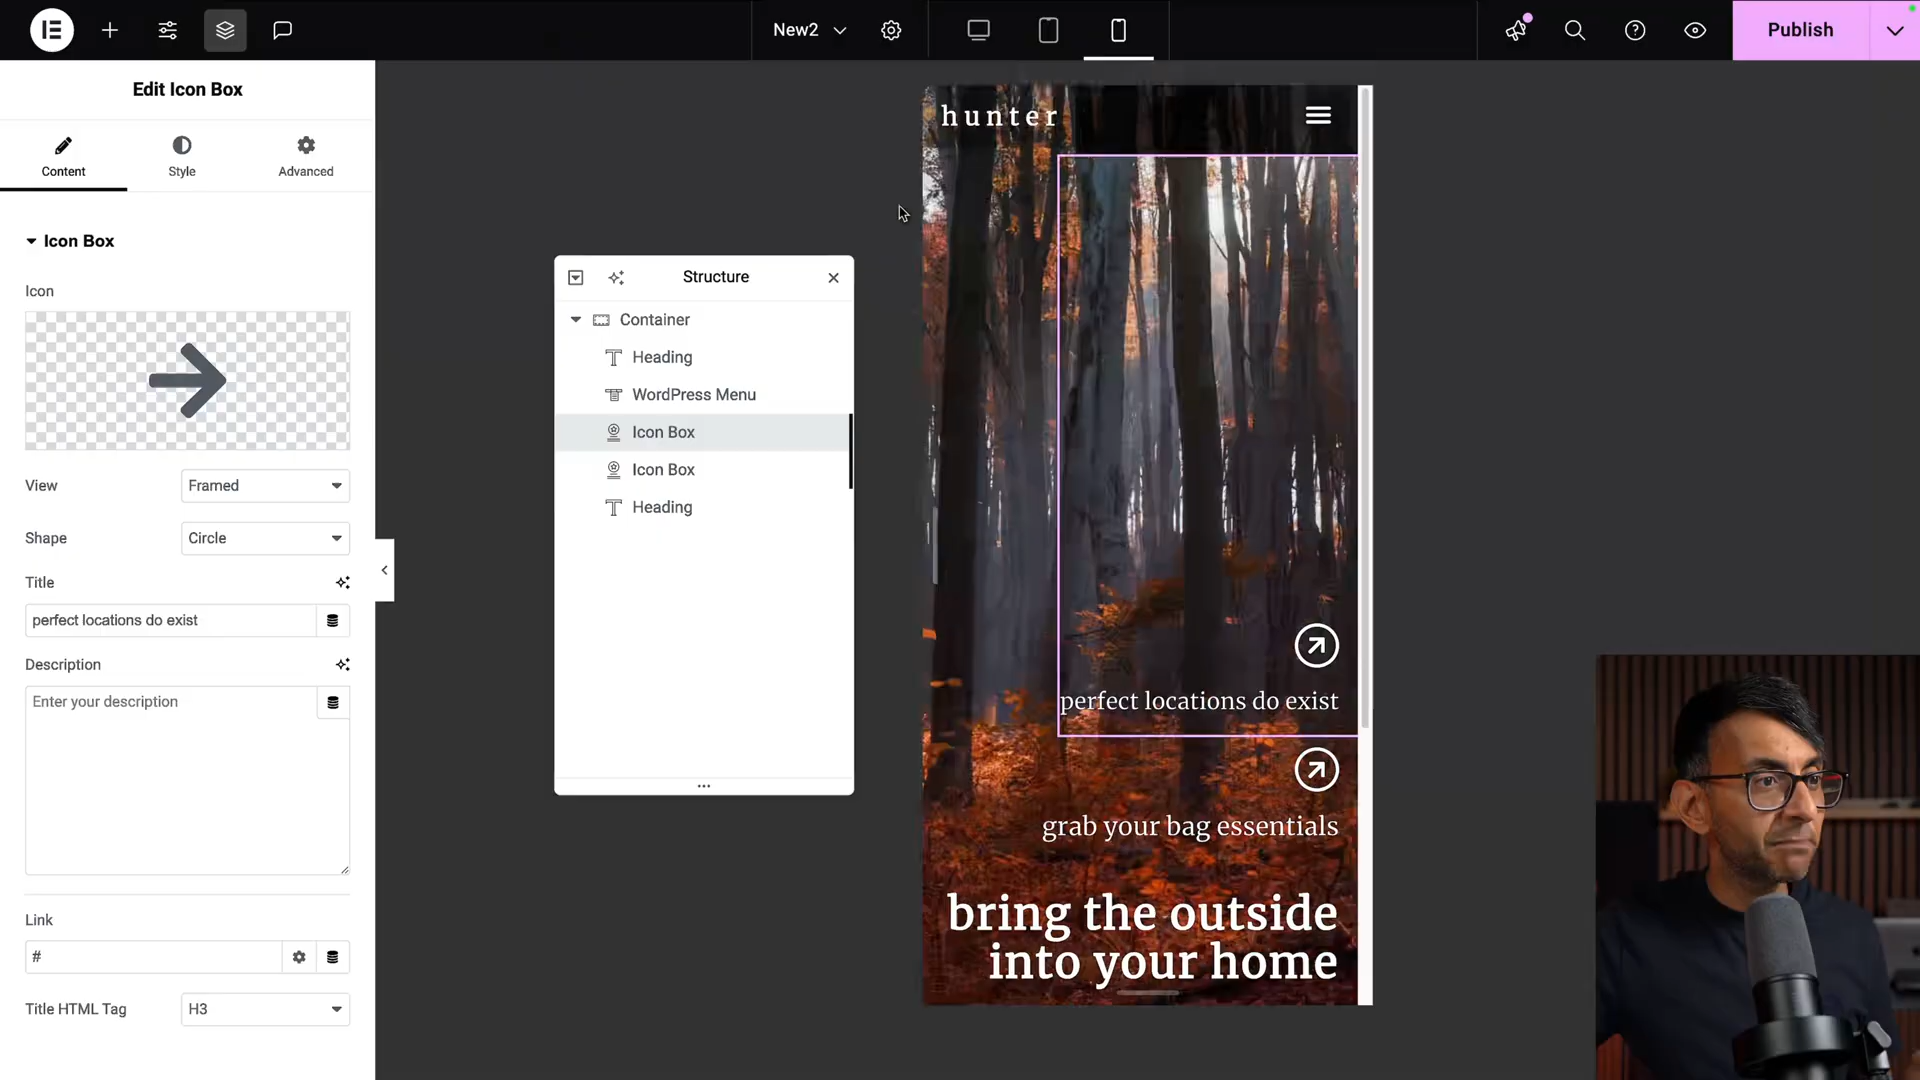 New2
Publish
Edit Icon Box
Content
Style
Advanced
Icon Box
Icon
View
Framed
Shape
Circle
Title
perfect locations do exist
Description
Enter your description
Link
#
Title HTML Tag
H3
Structure
Container
Heading
WordPress Menu
Icon Box
Icon Box
Heading
hunter
perfect locations do exist
grab your bag essentials
bring the outside
into your home